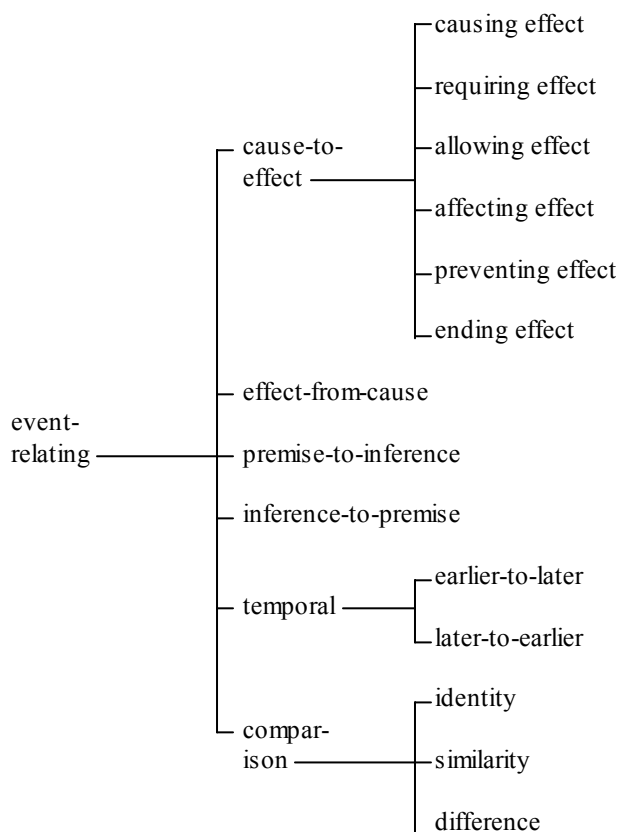 causing effect
requiring effect
cause-to-
effect
allowing effect
affecting effect
preventing effect
ending effect
effect-from-cause
event-
relating
premise-to-inference
inference-to-premise
temporal
earlier-to-later
later-to-earlier
compar-
ison
identity
similarity
difference